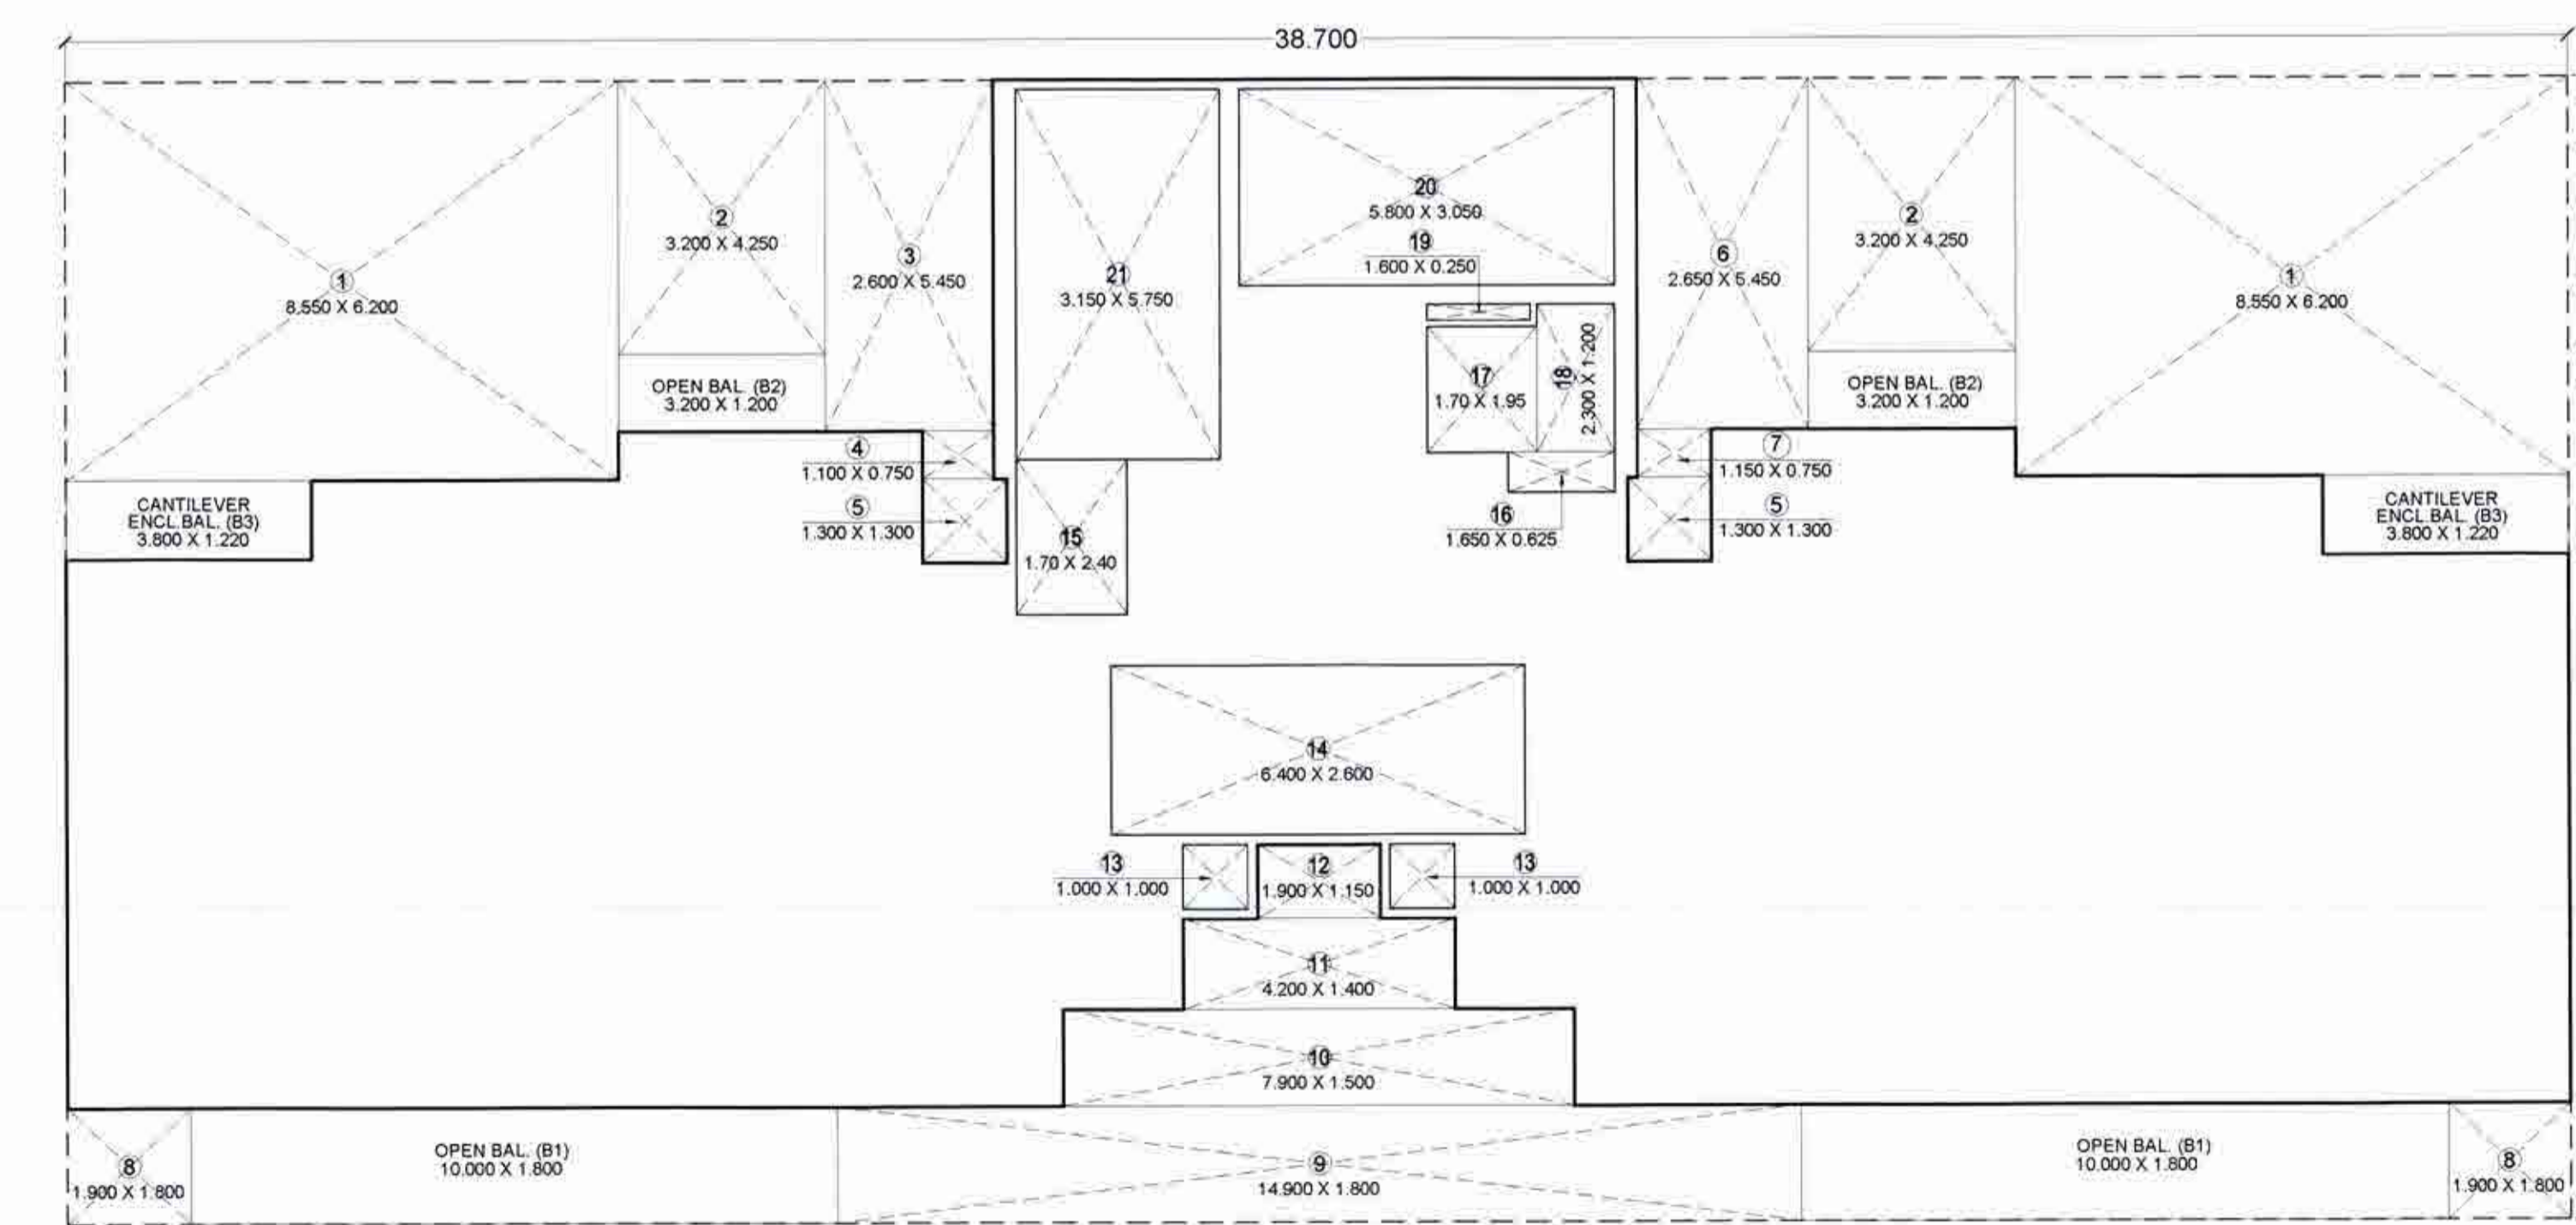 38.700
1
8.550 X 6.200
2
3.200 X 4.250
OPEN BAL. (B2)
3.200 X 1.200
3
2.600 X 5.450
4
1.100 X 0.750
5
1.300 X 1.300
CANTILEVER
ENCL.BAL. (B3)
3.800 X 1.220
21
3.150 X 5.750
15
1.70 X 2.40
20
5.800 X 3.050
19
1.600 X 0.250
17
1.70 X 1.95
18
2.300 X 1.200
16
1.650 X 0.625
6
2.650 X 5.450
7
1.150 X 0.750
5
1.300 X 1.300
2
3.200 X 4.250
OPEN BAL. (B2)
3.200 X 1.200
1
8.550 X 6.200
CANTILEVER
ENCL.BAL. (B3)
3.800 X 1.220
14
6.400 X 2.600
13
1.000 X 1.000
12
1.900 X 1.150
13
1.000 X 1.000
11
4.200 X 1.400
10
7.900 X 1.500
8
1.900 X 1.800
OPEN BAL. (B1)
10.000 X 1.800
9
14.900 X 1.800
OPEN BAL. (B1)
10.000 X 1.800
8
1.900 X 1.800